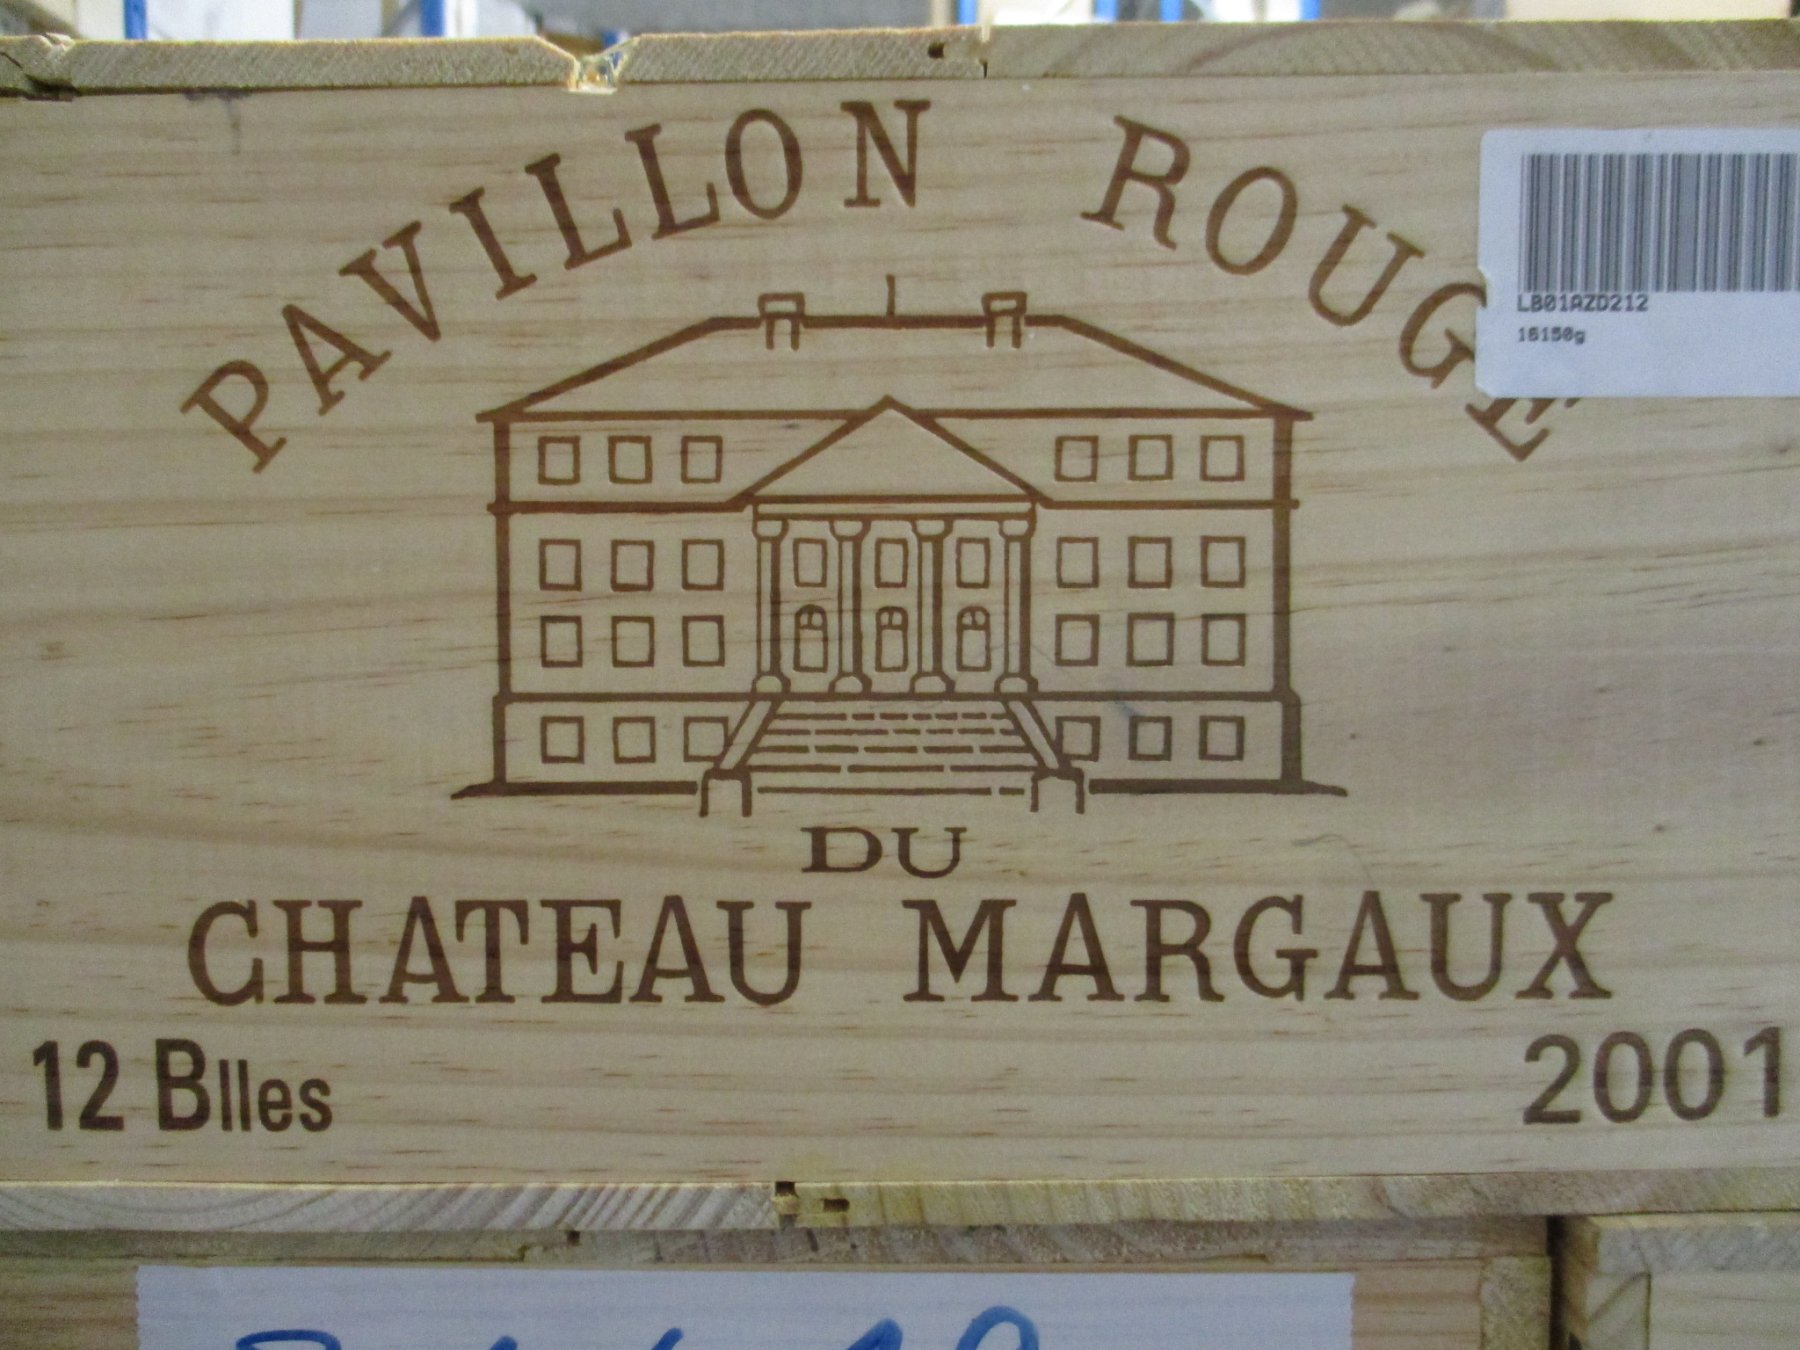 PAVILLON ROUGE
LB01AZD212
16150g
DU
CHATEAU MARGAUX
12 Blles
2001